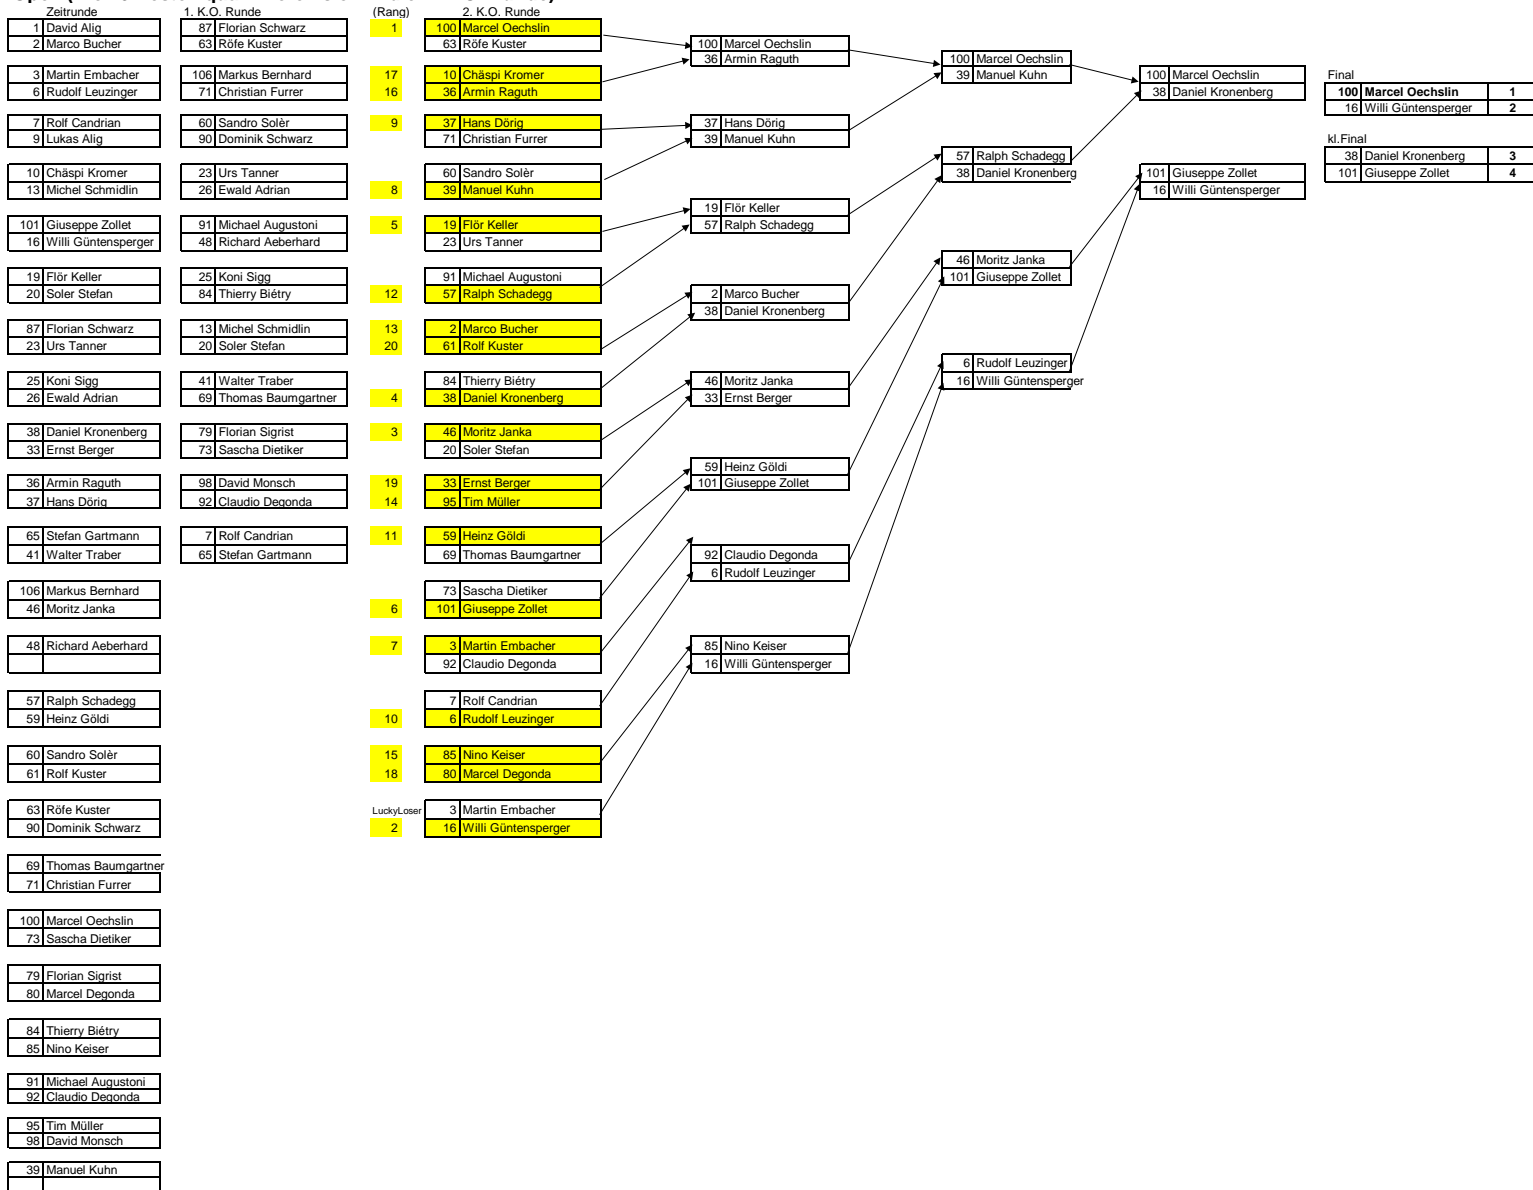 Zeitrunde
1 David Alig
2 Marco Bucher
3 Martin Embacher
6 Rudolf Leuzinger
7 Rolf Candrian
9 Lukas Alig
10 Chäspi Kromer
13 Michel Schmidlin
101 Giuseppe Zollet
16 Willi Güntensperger
19 Flör Keller
20 Soler Stefan
87 Florian Schwarz
23 Urs Tanner
25 Koni Sigg
26 Ewald Adrian
38 Daniel Kronenberg
33 Ernst Berger
36 Armin Raguth
37 Hans Dörig
65 Stefan Gartmann
41 Walter Traber
106 Markus Bernhard
46 Moritz Janka
48 Richard Aeberhard
57 Ralph Schadegg
59 Heinz Göldi
60 Sandro Solèr
61 Rolf Kuster
63 Röfe Kuster
90 Dominik Schwarz
69 Thomas Baumgartner
71 Christian Furrer
100 Marcel Oechslin
73 Sascha Dietiker
79 Florian Sigrist
80 Marcel Degonda
84 Thierry Biétry
85 Nino Keiser
91 Michael Augustoni
92 Claudio Degonda
95 Tim Müller
98 David Monsch
39 Manuel Kuhn
1. K.O. Runde
87 Florian Schwarz
63 Röfe Kuster
106 Markus Bernhard
71 Christian Furrer
60 Sandro Solèr
90 Dominik Schwarz
23 Urs Tanner
26 Ewald Adrian
91 Michael Augustoni
48 Richard Aeberhard
25 Koni Sigg
84 Thierry Biétry
13 Michel Schmidlin
20 Soler Stefan
41 Walter Traber
69 Thomas Baumgartner
79 Florian Sigrist
73 Sascha Dietiker
98 David Monsch
92 Claudio Degonda
7 Rolf Candrian
65 Stefan Gartmann
(Rang) 2. K.O. Runde
1 100 Marcel Oechslin
63 Röfe Kuster
17 10 Chäspi Kromer
16 36 Armin Raguth
9 37 Hans Dörig
71 Christian Furrer
60 Sandro Solèr
8 39 Manuel Kuhn
5 19 Flör Keller
23 Urs Tanner
91 Michael Augustoni
12 57 Ralph Schadegg
13 2 Marco Bucher
20 61 Rolf Kuster
84 Thierry Biétry
4 38 Daniel Kronenberg
3 46 Moritz Janka
20 Soler Stefan
19 33 Ernst Berger
14 95 Tim Müller
11 59 Heinz Göldi
69 Thomas Baumgartner
73 Sascha Dietiker
6 101 Giuseppe Zollet
7 3 Martin Embacher
92 Claudio Degonda
7 Rolf Candrian
10 6 Rudolf Leuzinger
15 85 Nino Keiser
18 80 Marcel Degonda
LuckyLoser 3 Martin Embacher
2 16 Willi Güntensperger
100 Marcel Oechslin
36 Armin Raguth
37 Hans Dörig
39 Manuel Kuhn
19 Flör Keller
57 Ralph Schadegg
2 Marco Bucher
38 Daniel Kronenberg
46 Moritz Janka
33 Ernst Berger
59 Heinz Göldi
101 Giuseppe Zollet
92 Claudio Degonda
6 Rudolf Leuzinger
85 Nino Keiser
16 Willi Güntensperger
100 Marcel Oechslin
39 Manuel Kuhn
57 Ralph Schadegg
38 Daniel Kronenberg
46 Moritz Janka
101 Giuseppe Zollet
6 Rudolf Leuzinger
16 Willi Güntensperger
100 Marcel Oechslin
38 Daniel Kronenberg
101 Giuseppe Zollet
16 Willi Güntensperger
Final
100 Marcel Oechslin 1
16 Willi Güntensperger 2
kl.Final
38 Daniel Kronenberg 3
101 Giuseppe Zollet 4